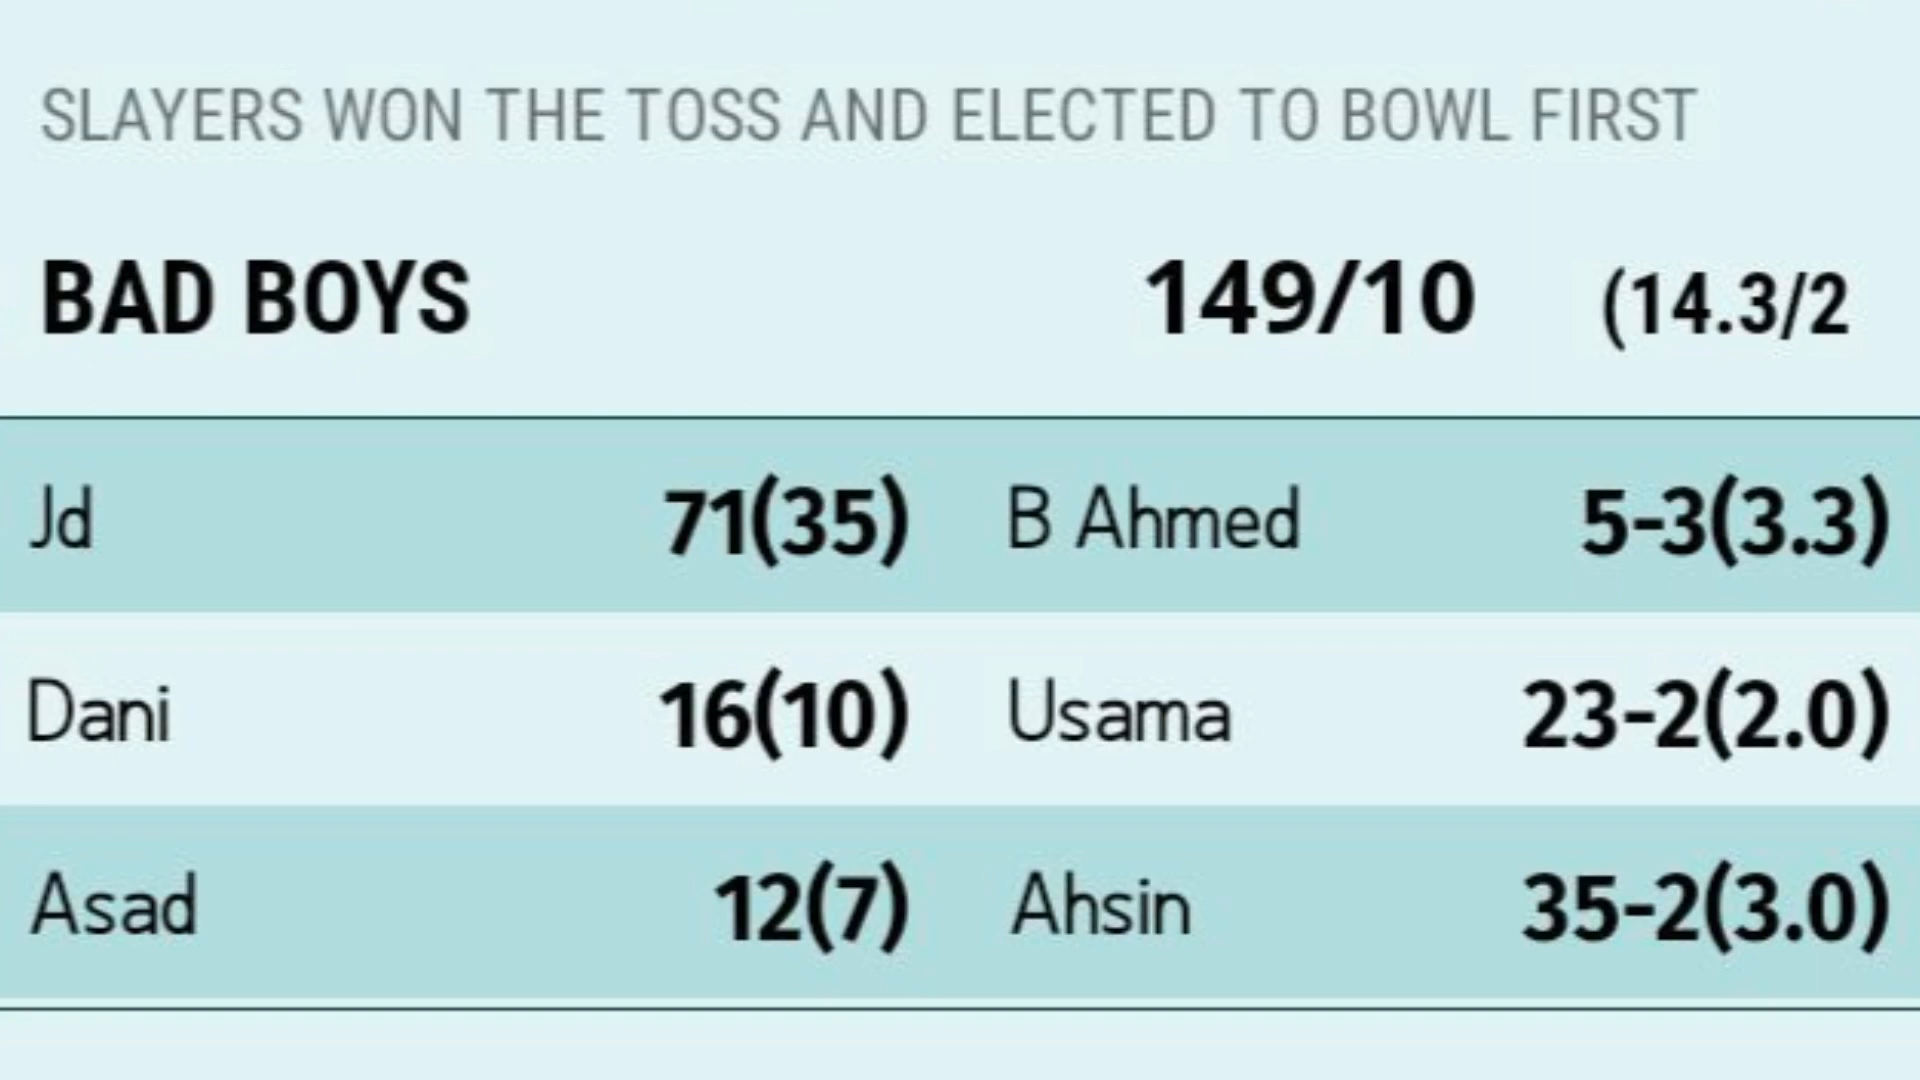 SLAYERS WON THE TOSS AND ELECTED TO BOWL FIRST
BAD BOYS 149/10 (14.3/2
Jd 71(35) B Ahmed 5-3(3.3)
Dani 16(10) Usama 23-2(2.0)
Asad 12(7) Ahsin 35-2(3.0)